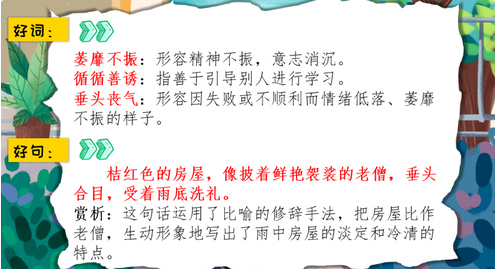 好词：
萎靡不振：形容精神不振，意志消沉。
循循善诱：指善于引导别人进行学习。
垂头丧气：形容因失败或不顺利而情绪低落、萎靡
不振的样子。
好句：
桔红色的房屋，像披着鲜艳袈裟的老僧，垂头
合目，受着雨底洗礼。
赏析：这句话运用了比喻的修辞手法，把房屋比作
老僧，生动形象地写出了雨中房屋的淡定和冷清的
特点。